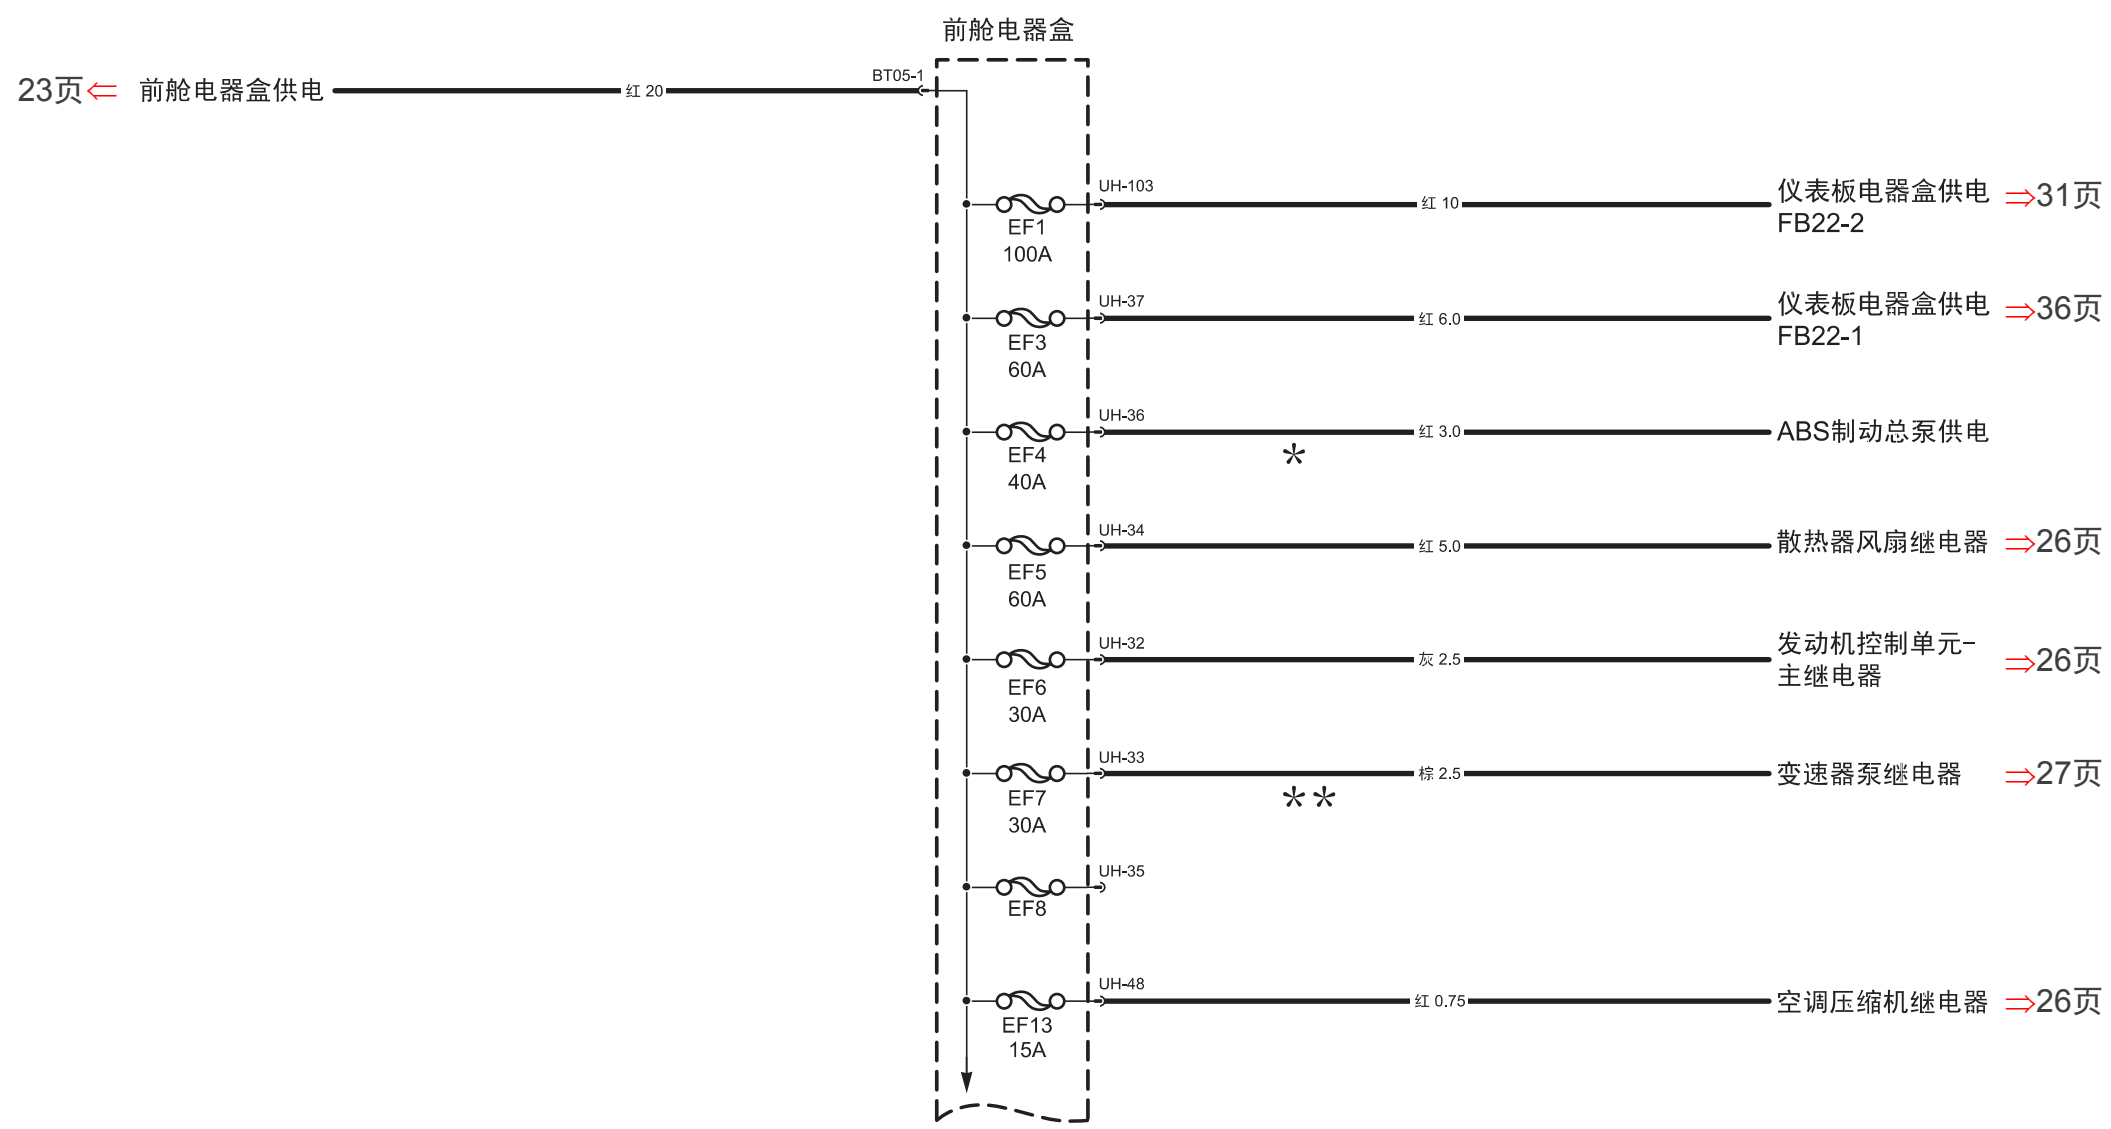 前舱电器盒
23页⇐ 前舱电器盒供电
红 20
BT05-1
UH-103
红 10
EF1
100A
仪表板电器盒供电 ⇒31页
FB22-2
UH-37
红 6.0
EF3
60A
仪表板电器盒供电 ⇒36页
FB22-1
UH-36
红 3.0
*
EF4
40A
ABS制动总泵供电
UH-34
红 5.0
EF5
60A
散热器风扇继电器 ⇒26页
UH-32
灰 2.5
EF6
30A
发动机控制单元–
主继电器 ⇒26页
UH-33
棕 2.5
**
EF7
30A
变速器泵继电器 ⇒27页
UH-35
EF8
UH-48
红 0.75
EF13
15A
空调压缩机继电器 ⇒26页